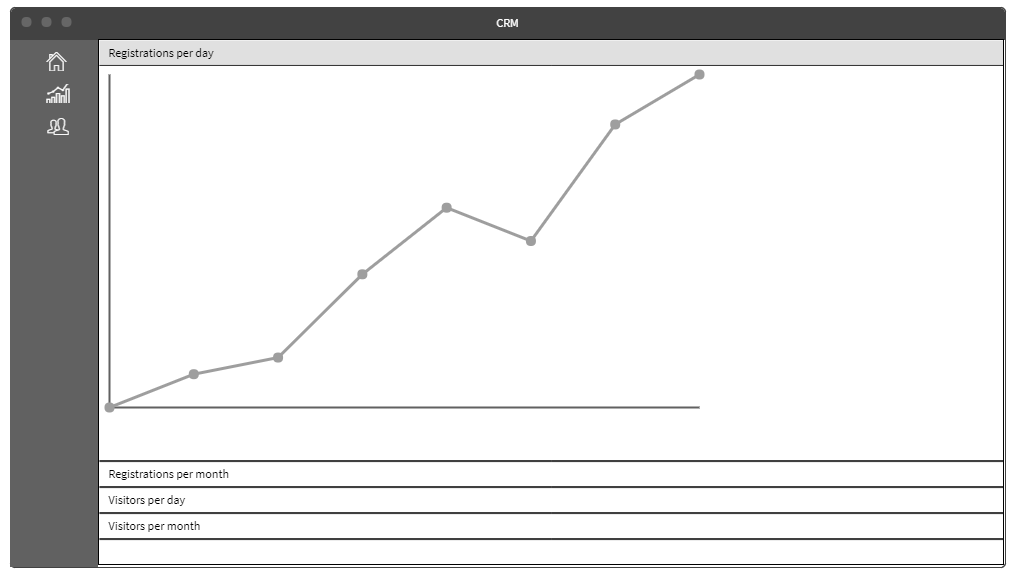 CRM
Registrations per day
Registrations per month
Visitors per day
Visitors per month